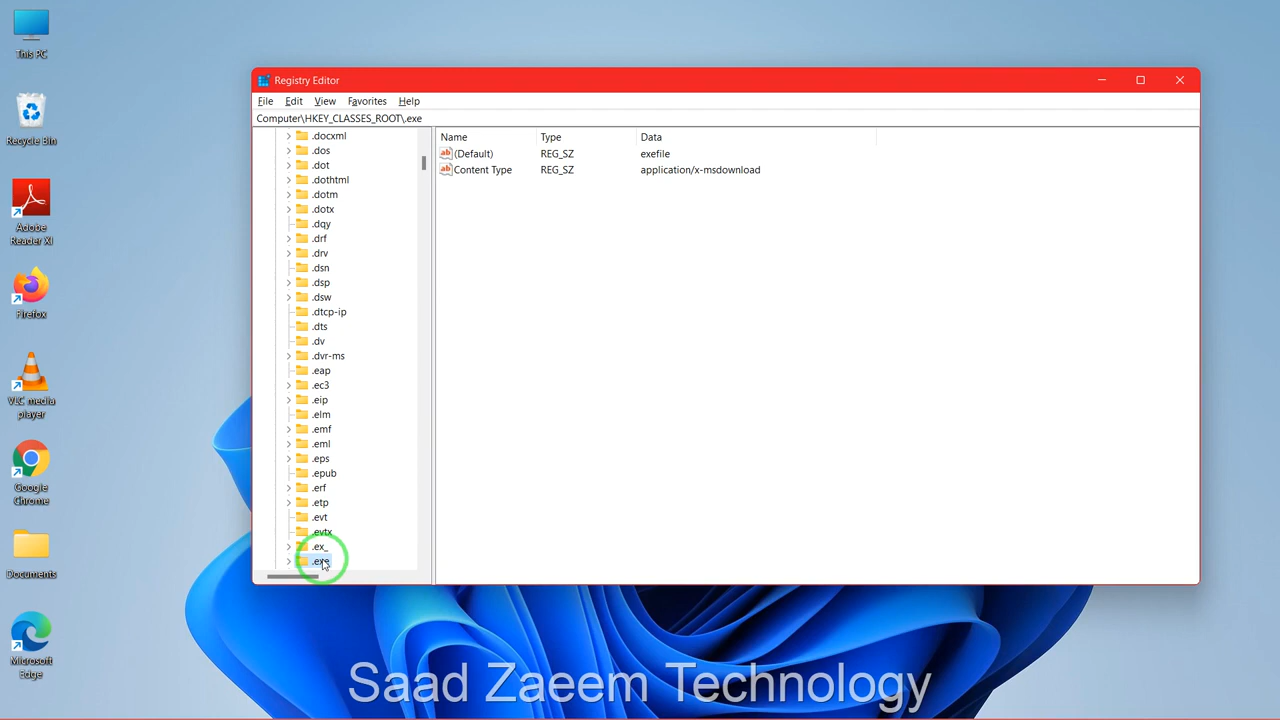 This PC
Recycle Bin
Adobe
Reader XI
Firefox
VLC media
player
Google
Chrome
Documents
Microsoft
Edge
Registry Editor
File Edit View Favorites Help
Computer\HKEY_CLASSES_ROOT\.exe
.docxml
.dos
.dot
.dothtml
.dotm
.dotx
.dqy
.drf
.drv
.dsn
.dsp
.dsw
.dtcp-ip
.dts
.dv
.dvr-ms
.eap
.ec3
.eip
.elm
.emf
.eml
.eps
.epub
.erf
.etp
.evt
.evtx
.ex_
.exe
Name Type Data
ab (Default) REG_SZ exefile
ab Content Type REG_SZ application/x-msdownload
Saad Zaeem Technology